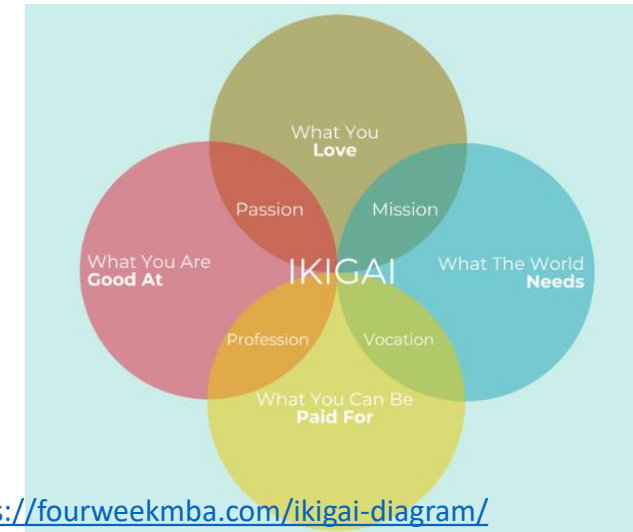 What You
Love
Passion
Mission
What You Are
Good At
IKIGAI
What The World
Needs
Profession
Vocation
What You Can Be
Paid For
s://fourweekmba.com/ikigai-diagram/